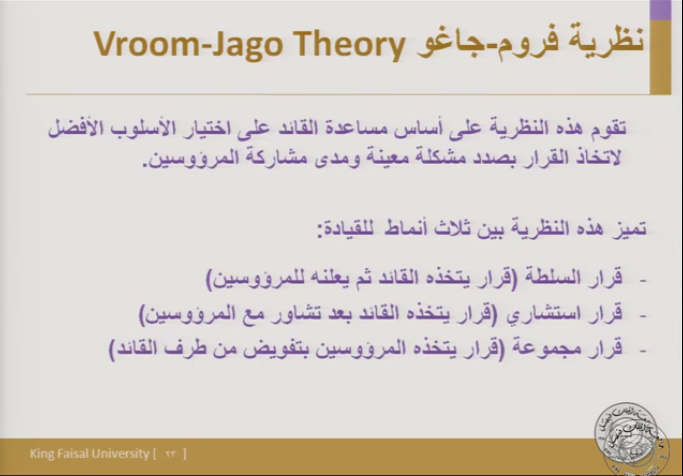 نظرية فروم-جاغو Vroom-Jago Theory
تقوم هذه النظرية على أساس مساعدة القائد على اختيار الأسلوب الأفضل
لاتخاذ القرار بصدد مشكلة معينة ومدى مشاركة المرؤوسين.
تميز هذه النظرية بين ثلاث أنماط للقيادة:
- قرار السلطة (قرار يتخذه القائد ثم يعلنه للمرؤوسين)
- قرار استشاري (قرار يتخذه القائد بعد تشاور مع المرؤوسين)
- قرار مجموعة (قرار يتخذه المرؤوسين بتفويض من طرف القائد)
King Faisal University [ ٢٣ ]